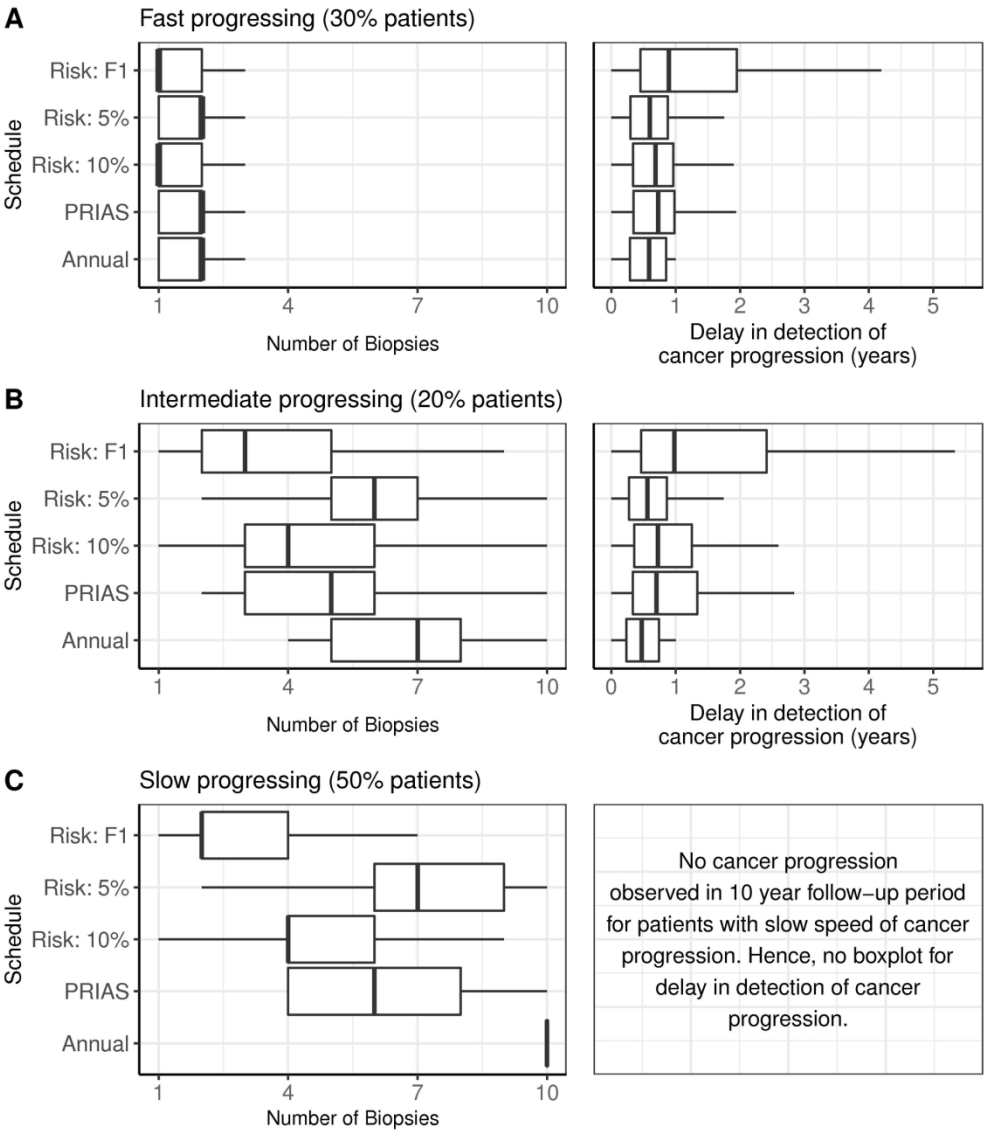 A
Fast progressing (30% patients)
Schedule
Risk: F1
Risk: 5%
Risk: 10%
PRIAS
Annual
1 4 7 10
Number of Biopsies
0 1 2 3 4 5
Delay in detection of
cancer progression (years)
B
Intermediate progressing (20% patients)
Schedule
Risk: F1
Risk: 5%
Risk: 10%
PRIAS
Annual
1 4 7 10
Number of Biopsies
0 1 2 3 4 5
Delay in detection of
cancer progression (years)
C
Slow progressing (50% patients)
Schedule
Risk: F1
Risk: 5%
Risk: 10%
PRIAS
Annual
1 4 7 10
Number of Biopsies
No cancer progression
observed in 10 year follow−up period
for patients with slow speed of cancer
progression. Hence, no boxplot for
delay in detection of cancer
progression.